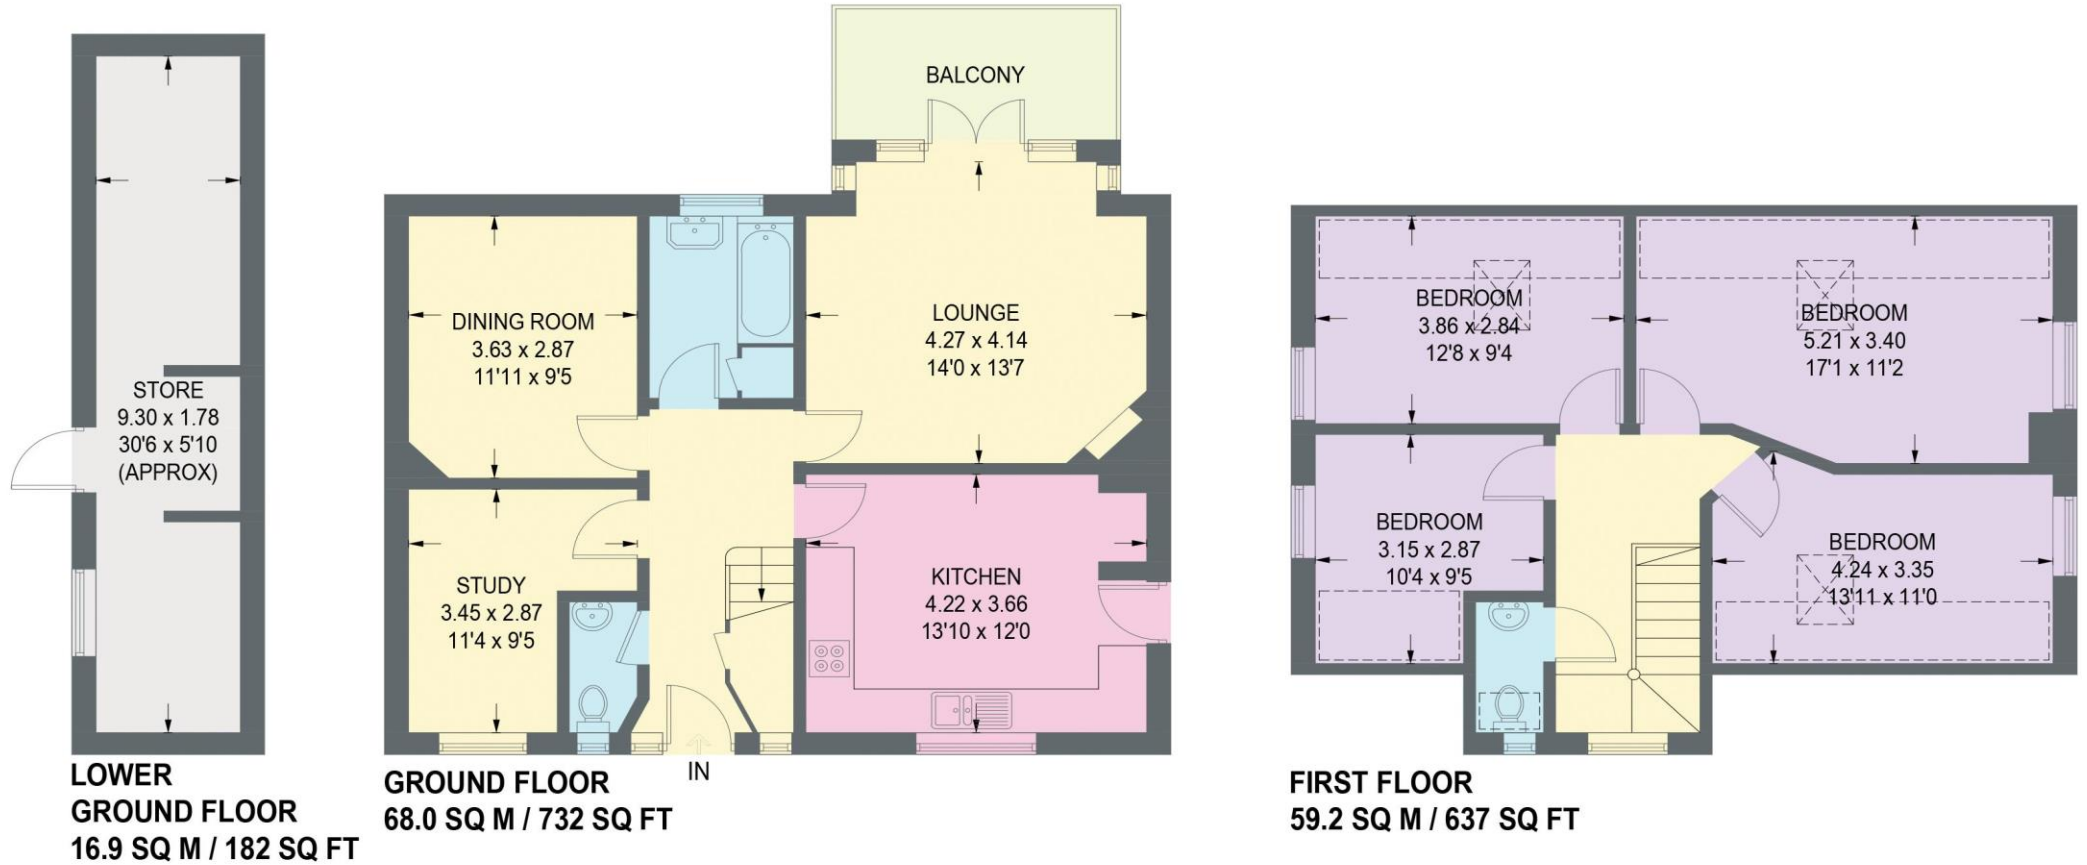 STORE
9.30 x 1.78
30'6 x 5'10
(APPROX)
LOWER
GROUND FLOOR
16.9 SQ M / 182 SQ FT
BALCONY
DINING ROOM
3.63 x 2.87
11'11 x 9'5
LOUNGE
4.27 x 4.14
14'0 x 13'7
STUDY
3.45 x 2.87
11'4 x 9'5
KITCHEN
4.22 x 3.66
13'10 x 12'0
IN
GROUND FLOOR
68.0 SQ M / 732 SQ FT
BEDROOM
3.86 x 2.84
12'8 x 9'4
BEDROOM
5.21 x 3.40
17'1 x 11'2
BEDROOM
3.15 x 2.87
10'4 x 9'5
BEDROOM
4.24 x 3.35
13'11 x 11'0
FIRST FLOOR
59.2 SQ M / 637 SQ FT